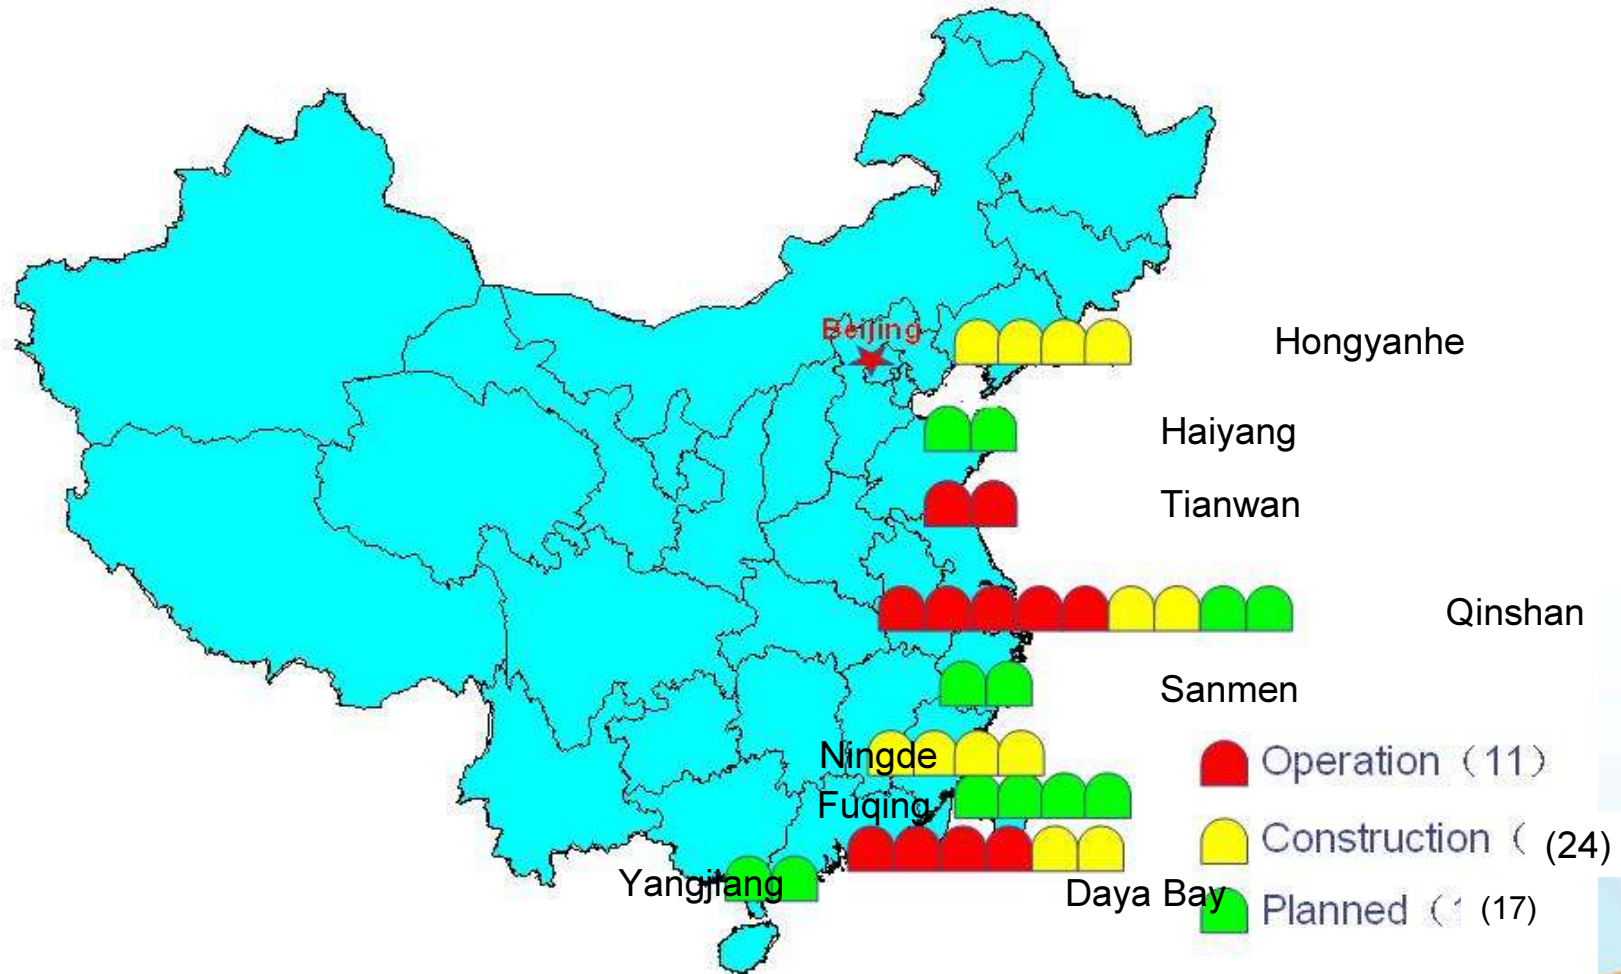 Beijing
Hongyanhe
Haiyang
Tianwan
Qinshan
Sanmen
Ningde
Fuqing
Yangjiang
Daya Bay
Operation（11）
Construction（ (24)
Planned（ (17)